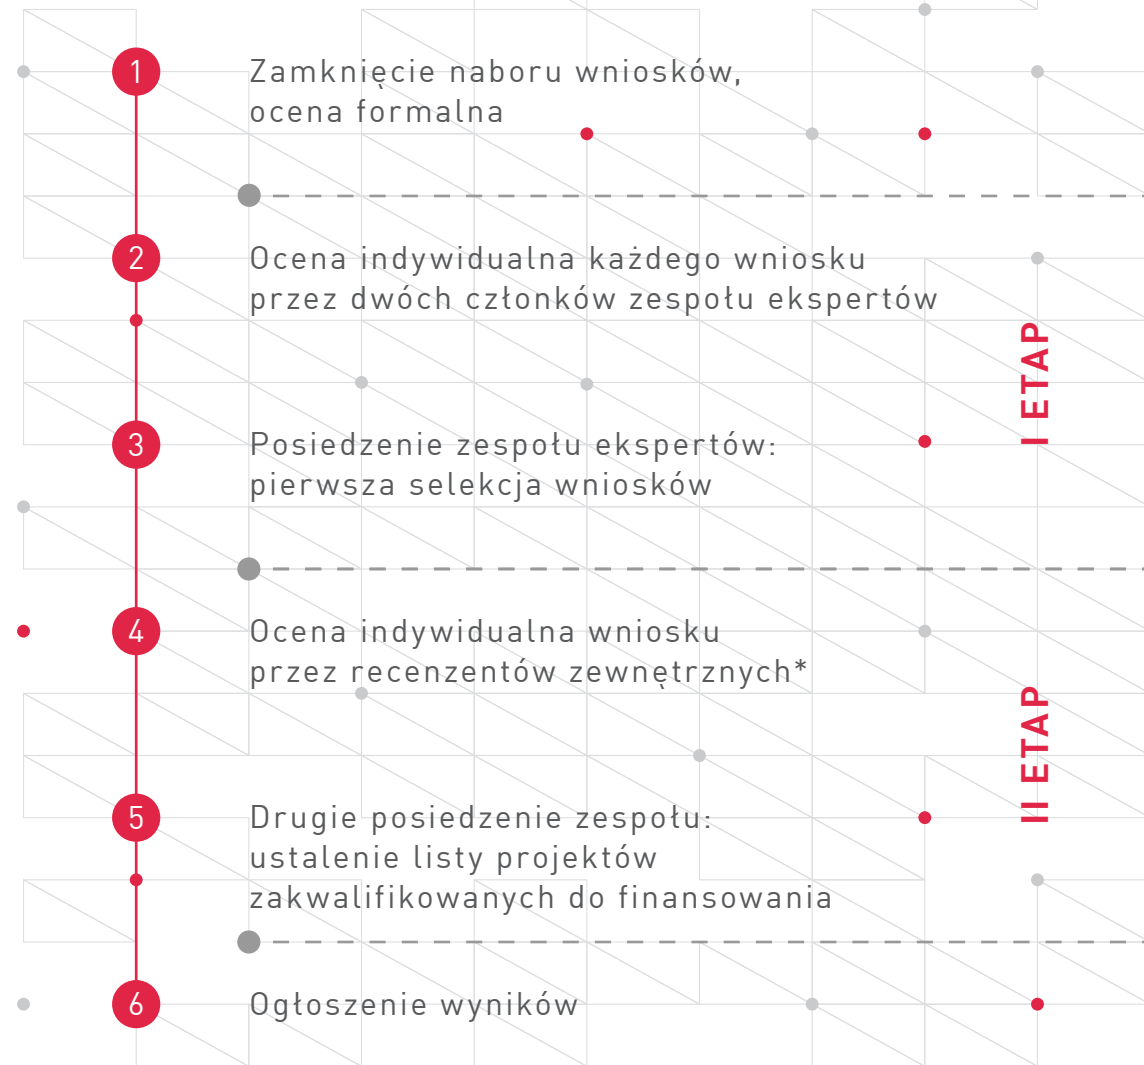 1
Zamknięcie naboru wniosków,
ocena formalna
2
Ocena indywidualna każdego wniosku
przez dwóch członków zespołu ekspertów
I ETAP
3
Posiedzenie zespołu ekspertów:
pierwsza selekcja wniosków
4
Ocena indywidualna wniosku
przez recenzentów zewnętrznych*
II ETAP
5
Drugie posiedzenie zespołu:
ustalenie listy projektów
zakwalifikowanych do finansowania
6
Ogłoszenie wyników